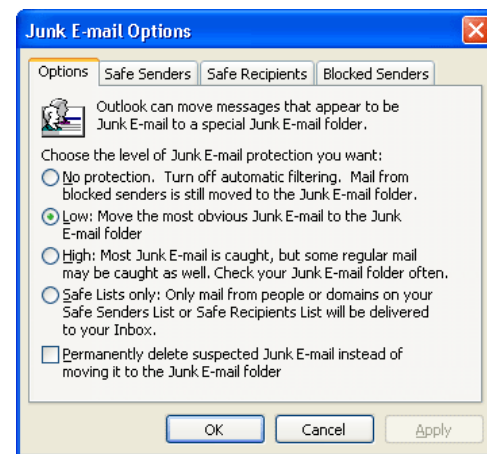 Junk E-mail Options
Options Safe Senders Safe Recipients Blocked Senders
Outlook can move messages that appear to be
Junk E-mail to a special Junk E-mail folder.
Choose the level of Junk E-mail protection you want:
No protection. Turn off automatic filtering. Mail from
blocked senders is still moved to the Junk E-mail folder.
Low: Move the most obvious Junk E-mail to the Junk
E-mail folder
High: Most Junk E-mail is caught, but some regular mail
may be caught as well. Check your Junk E-mail folder often.
Safe Lists only: Only mail from people or domains on your
Safe Senders List or Safe Recipients List will be delivered
to your Inbox.
Permanently delete suspected Junk E-mail instead of
moving it to the Junk E-mail folder
OK Cancel Apply